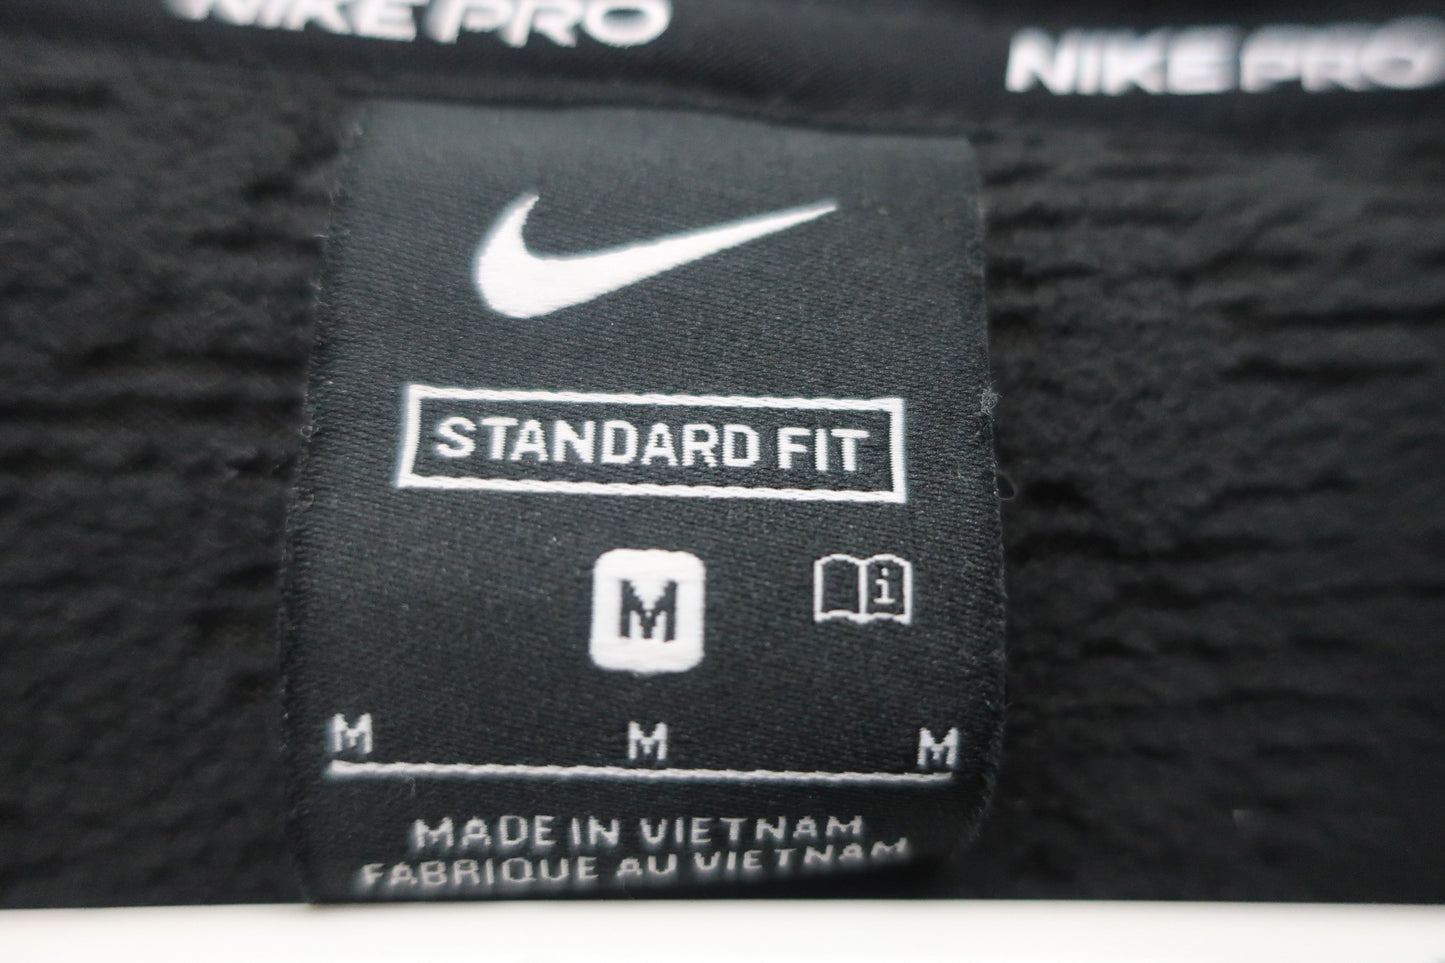 NIKE PRO NIKE PRO
STANDARD FIT
M i
M M M
MADE IN VIETNAM
FABRIQUE AU VIETNAM